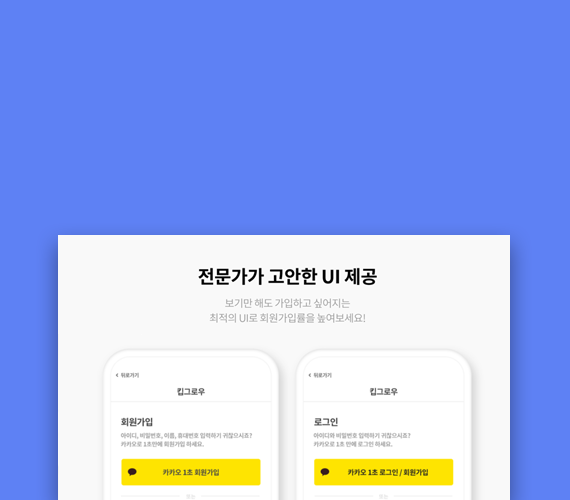 전문가가 고안한 UI 제공
보기만 해도 가입하고 싶어지는
최적의 UI로 회원가입률을 높여보세요!
뒤로가기
킵그로우
회원가입
아이디, 비밀번호, 이름, 휴대번호 입력하기 귀찮으시죠?
카카오로 1초만에 회원가입 하세요.
카카오 1초 회원가입
뒤로가기
킵그로우
로그인
아이디와 비밀번호 입력하기 귀찮으시죠?
카카오로 1초 만에 로그인 하세요.
카카오 1초 로그인 / 회원가입